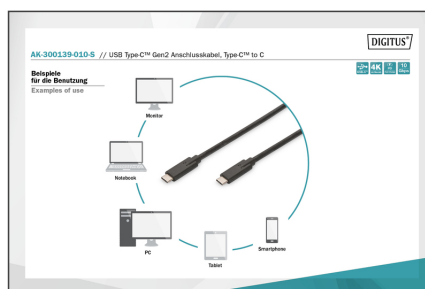 DIGITUS®
AK-300139-010-S // USB Type-C™ Gen2 Anschlusskabel, Type-C™ to C
4K
10
Gbps
Beispiele
für die Benutzung
Examples of use
Monitor
Notebook
PC
Tablet
Smartphone